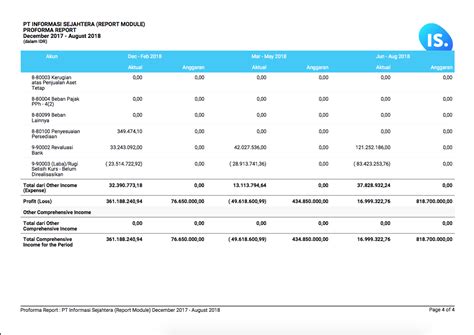 PT INFORMASI SEJAHTERA (REPORT MODULE)
PROFORMA REPORT
December 2017 - August 2018
(dalam IDR)
IS.
Akun Dec - Feb 2018 Mar - May 2018 Jun - Aug 2018
Aktual Anggaran Aktual Anggaran Aktual Anggaran
8-80003 Kerugian 0,00 0,00 0,00 0,00 0,00 0,00
atas Penjualan Aset
Tetap
8-80004 Beban Pajak 0,00 0,00 0,00 0,00 0,00 0,00
PPh - 4(2)
8-80099 Beban 0,00 0,00 0,00 0,00 0,00 0,00
Lainnya
8-80100 Penyesuaian 349.474,10 0,00 0,00 0,00 0,00 0,00
Persediaan
9-90002 Revaluasi 33.243.092,00 0,00 42.027.536,00 0,00 121.252.186,00 0,00
Bank
9-90003 (Laba)/Rugi ( 23.514.722,92) 0,00 ( 28.913.741,36) 0,00 ( 83.423.253,76) 0,00
Selisih Kurs - Belum
Direalisasikan
Total dari Other Income 32.390.773,18 0,00 13.113.794,64 0,00 37.828.932,24 0,00
(Expense)
Profit (Loss) 361.188.240,94 76.650.000,00 ( 49.618.600,99) 434.850.000,00 16.999.322,76 818.700.000,00
Other Comprehensive Income
Total dari Other 0,00 0,00 0,00 0,00 0,00 0,00
Comprehensive Income
Total Comprehensive 361.188.240,94 76.650.000,00 ( 49.618.600,99) 434.850.000,00 16.999.322,76 818.700.000,00
Income for the Period
Proforma Report : PT Informasi Sejahtera (Report Module) December 2017 - August 2018 Page 4 of 4